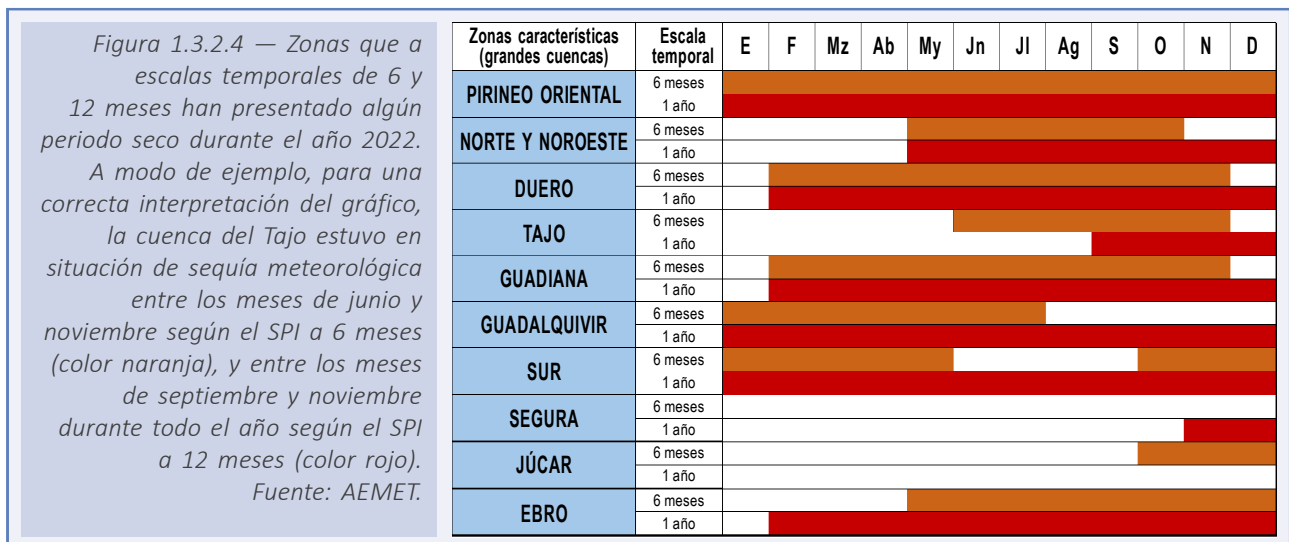 Figura 1.3.2.4 — Zonas que a
escalas temporales de 6 y
12 meses han presentado algún
periodo seco durante el año 2022.
A modo de ejemplo, para una
correcta interpretación del gráfico,
la cuenca del Tajo estuvo en
situación de sequía meteorológica
entre los meses de junio y
noviembre según el SPI a 6 meses
(color naranja), y entre los meses
de septiembre y noviembre
durante todo el año según el SPI
a 12 meses (color rojo).
Fuente: AEMET.
Zonas características (grandes cuencas) Escala temporal E F Mz Ab My Jn Jl Ag S O N D
PIRINEO ORIENTAL 6 meses
1 año
NORTE Y NOROESTE 6 meses
1 año
DUERO 6 meses
1 año
TAJO 6 meses
1 año
GUADIANA 6 meses
1 año
GUADALQUIVIR 6 meses
1 año
SUR 6 meses
1 año
SEGURA 6 meses
1 año
JÚCAR 6 meses
1 año
EBRO 6 meses
1 año